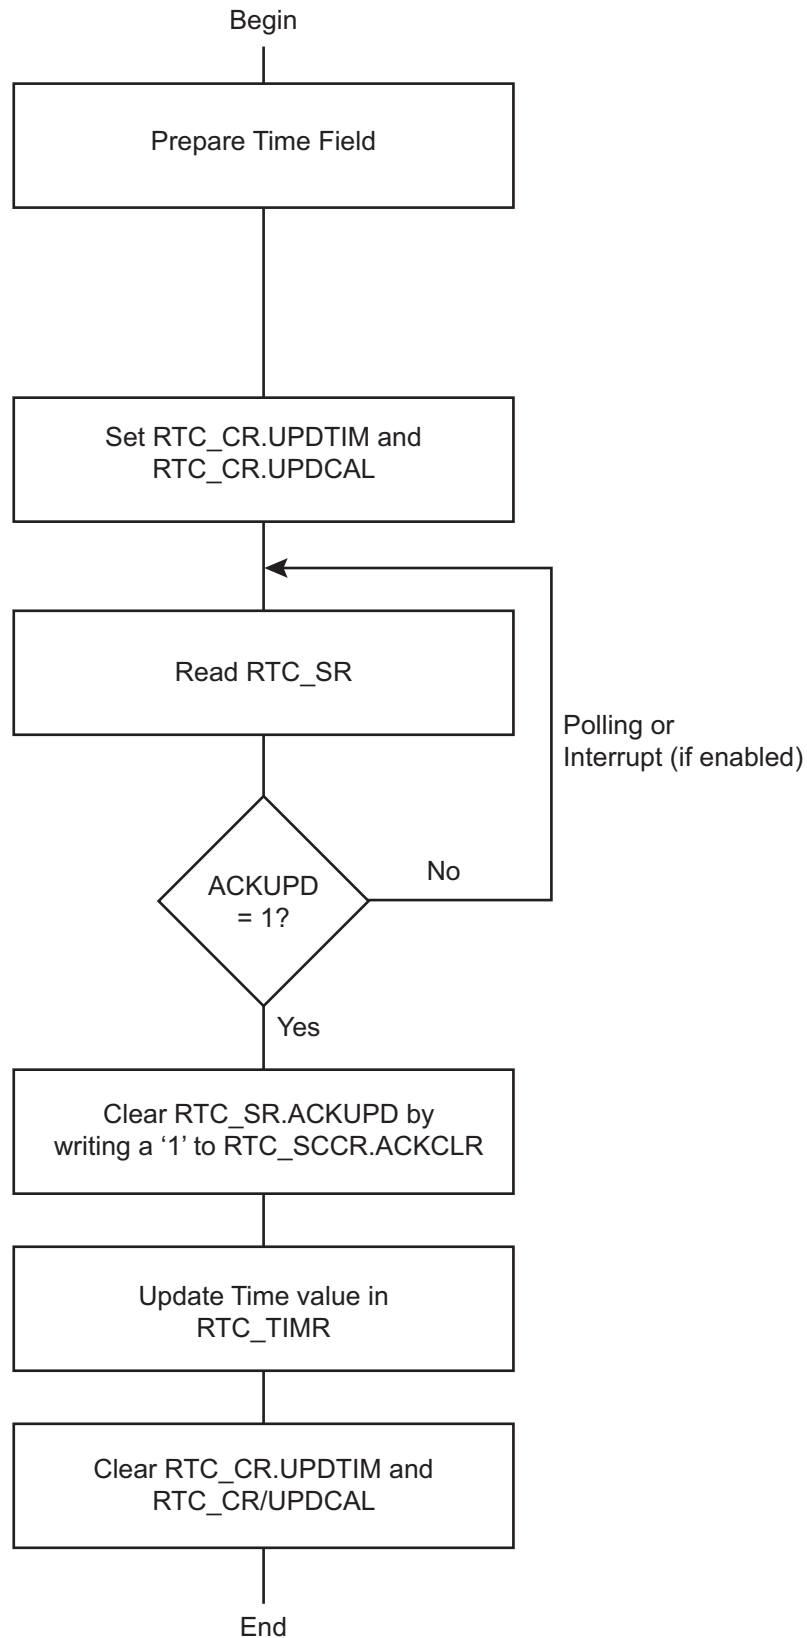 Begin
Prepare Time Field
Set RTC_CR.UPDTIM and
RTC_CR.UPDCAL
Read RTC_SR
Polling or
Interrupt (if enabled)
ACKUPD
= 1?
No
Yes
Clear RTC_SR.ACKUPD by
writing a ‘1’ to RTC_SCCR.ACKCLR
Update Time value in
RTC_TIMR
Clear RTC_CR.UPDTIM and
RTC_CR/UPDCAL
End